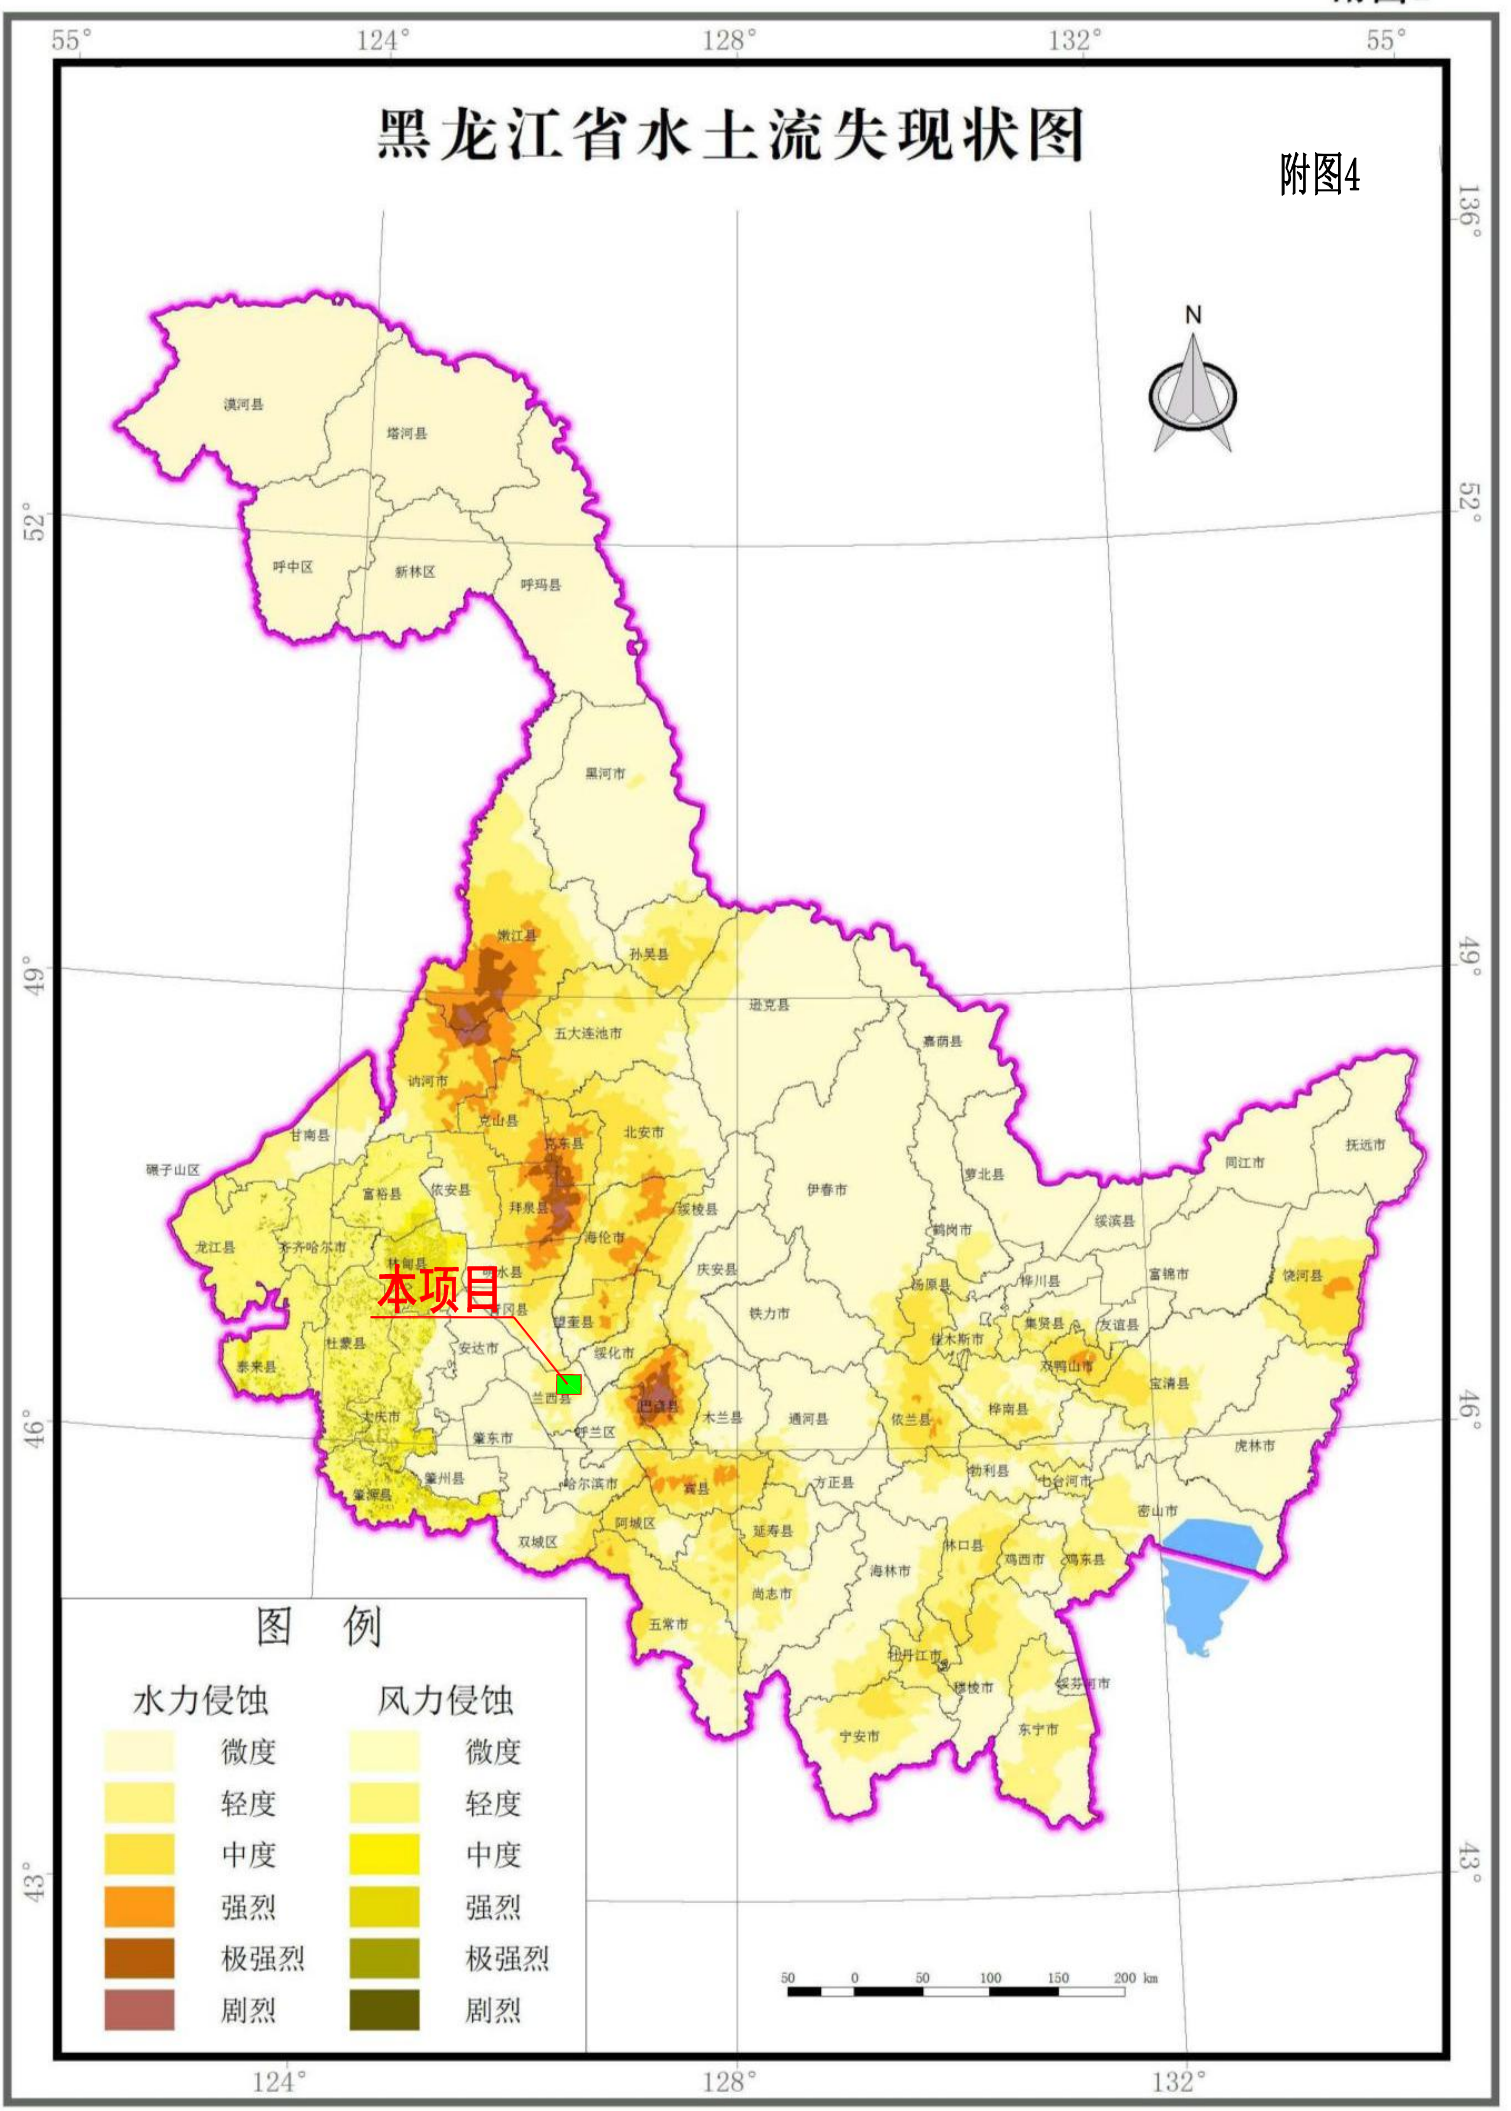 55° 124° 128° 132° 55°
黑龙江省水土流失现状图
附图4
136°
N
漠河县
塔河县
52° 52°
呼中区 新林区 呼玛县
黑河市
嫩江县
孙吴县
49° 49°
逊克县
五大连池市
嘉荫县
讷河市
克山县
北安市
克东县
甘南县
抚远市
同江市
碾子山区
萝北县
富裕县
依安县
伊春市
拜泉县
绥棱县
绥滨县
鹤岗市
海伦市
龙江县
齐齐哈尔市
林甸县
庆安县
明水县
富锦市
饶河县
桦川县
汤原县
本项目
青冈县
铁力市
望奎县
集贤县
友谊县
佳木斯市
杜蒙县
安达市
绥化市
泰来县
双鸭山市
宝清县
兰西县
巴彦县
木兰县
通河县
依兰县
桦南县
大庆市
46° 46°
呼兰区
肇东市
虎林市
勃利县
七台河市
肇州县
哈尔滨市
方正县
宾县
肇源县
密山市
阿城区
延寿县
双城区
林口县
鸡西市
鸡东县
海林市
尚志市
五常市
牡丹江市
穆棱市
绥芬河市
东宁市
宁安市
图 例
水力侵蚀 风力侵蚀
微度 微度
轻度 轻度
中度 中度
强烈 强烈
极强烈 极强烈
剧烈 剧烈
43° 43°
50 0 50 100 150 200 km
124° 128° 132°